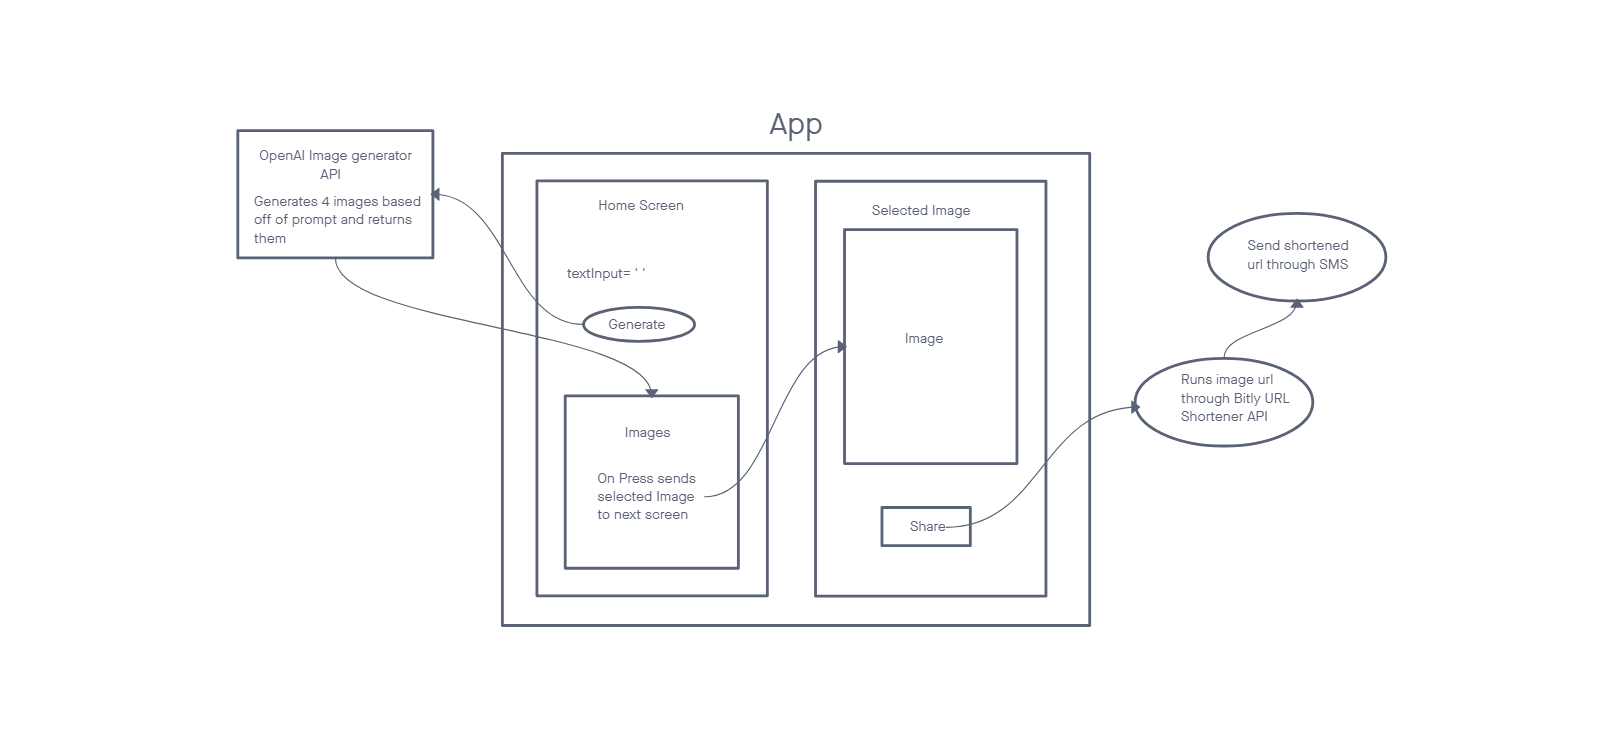 App
OpenAI Image generator
API
Generates 4 images based
off of prompt and returns
them
Home Screen
textInput= ' '
Generate
Images
On Press sends
selected Image
to next screen
Selected Image
Image
Share
Send shortened
url through SMS
Runs image url
through Bitly URL
Shortener API